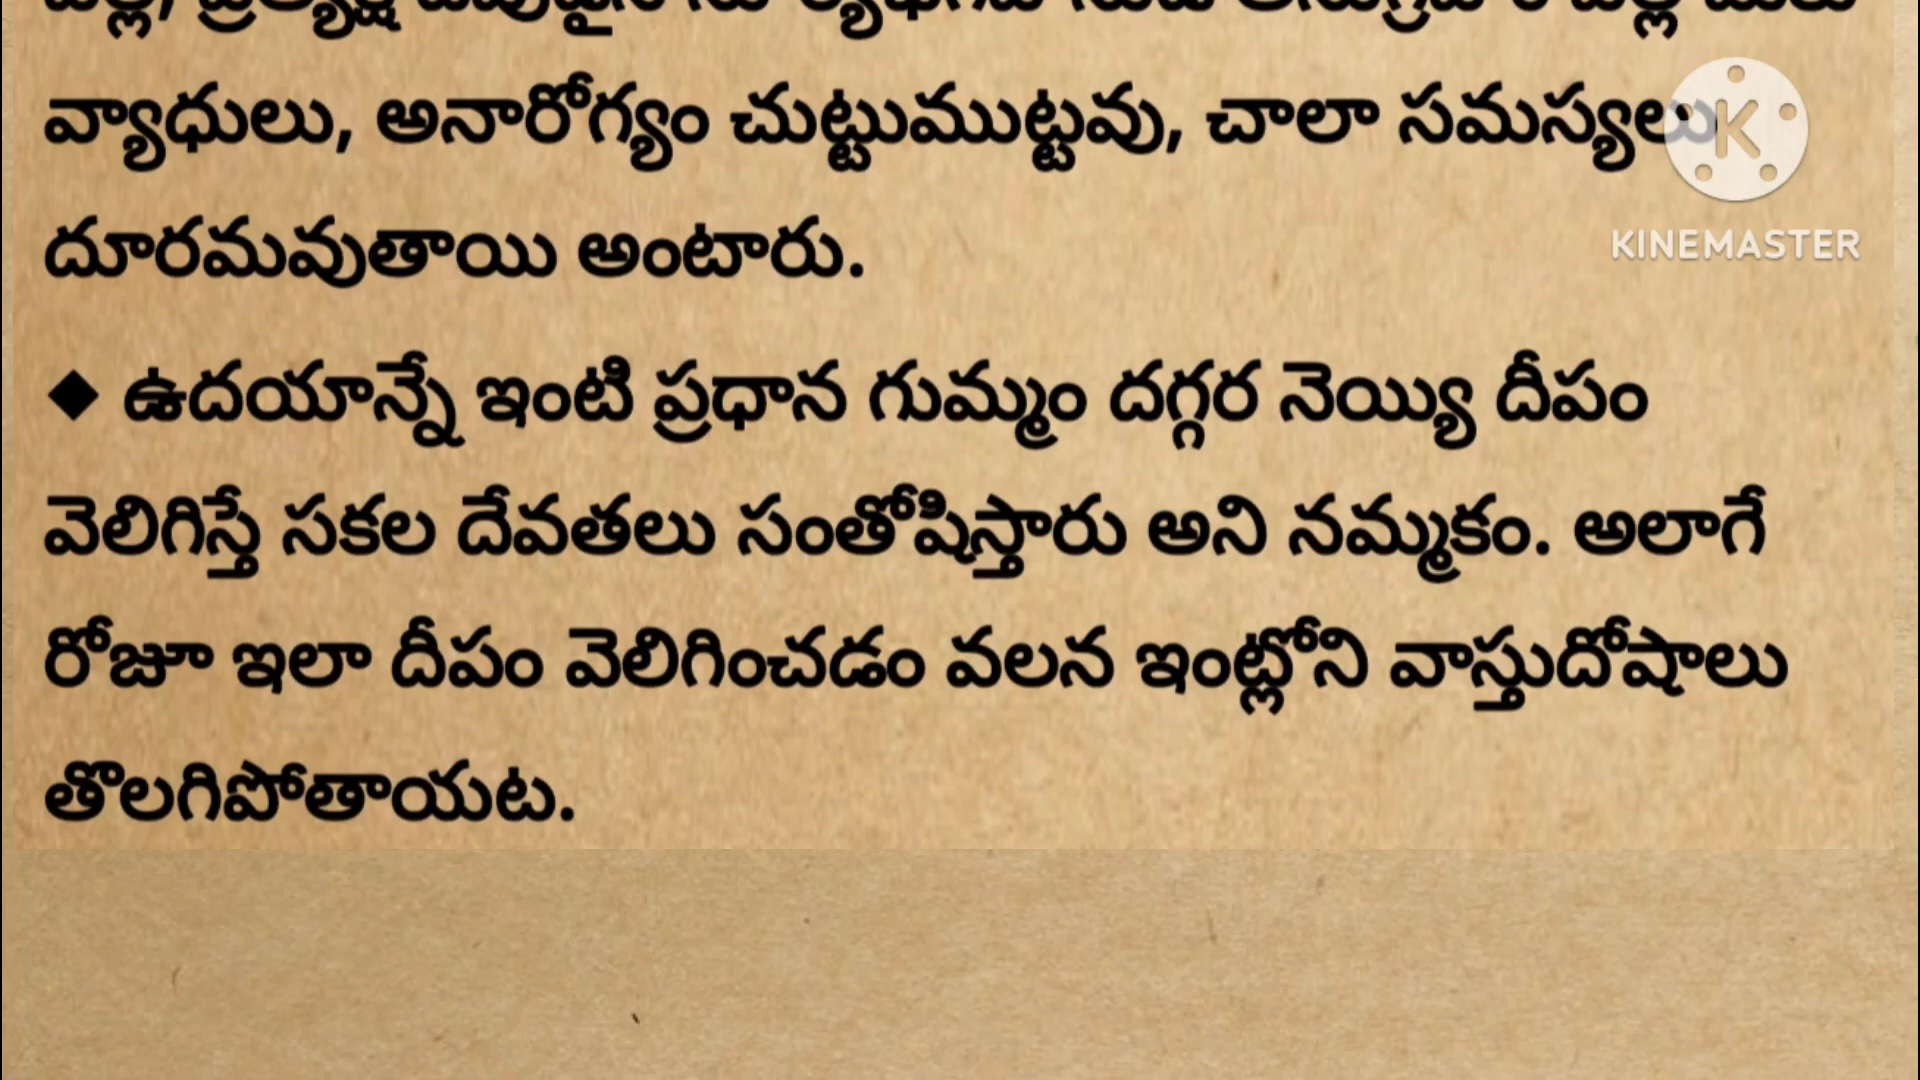 వ్యాధులు, అనారోగ్యం చుట్టుముట్టవు, చాలా సమస్యలు
దూరమవుతాయి అంటారు.
◆ ఉదయాన్నే ఇంటి ప్రధాన గుమ్మం దగ్గర నెయ్యి దీపం
వెలిగిస్తే సకల దేవతలు సంతోషిస్తారు అని నమ్మకం. అలాగే
రోజూ ఇలా దీపం వెలిగించడం వలన ఇంట్లోని వాస్తుదోషాలు
తొలగిపోతాయట.
KINEMASTER